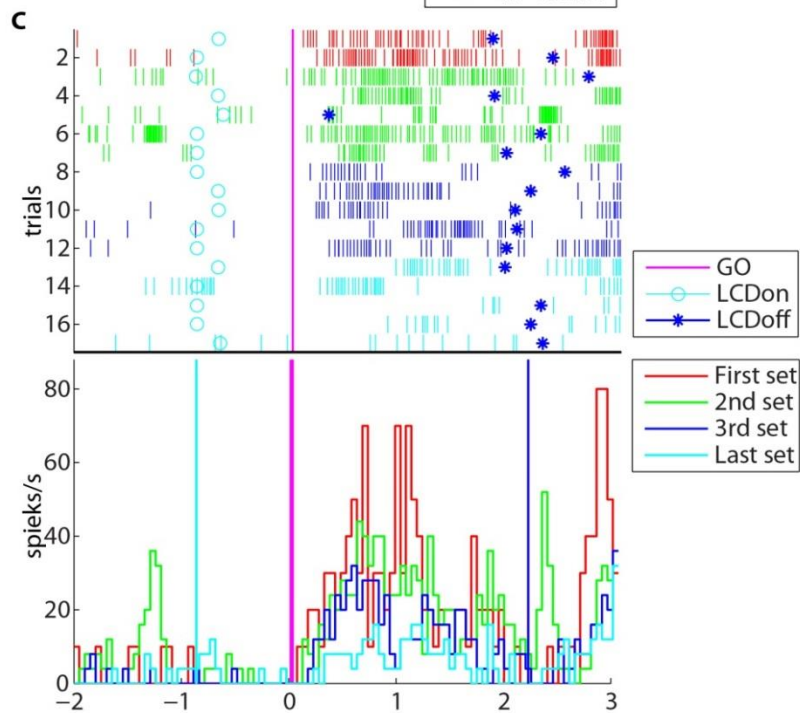 C
2
4
6
8
10
12
14
16
trials
GO
LCDon
LCDoff
First set
2nd set
3rd set
Last set
80
60
40
20
0
spieks/s
−2 −1 0 1 2 3